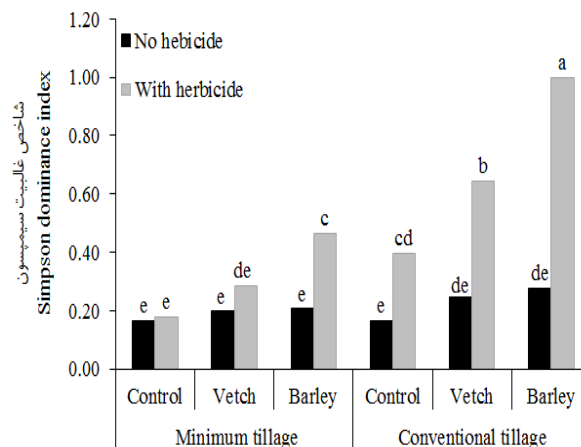 1.20
1.00
0.80
0.60
0.40
0.20
0.00
شاخص غالبیت سیمپسون
Simpson dominance index
No hebicide
With herbicide
e e e de e c e cd de b de a
Control Vetch Barley Control Vetch Barley
Minimum tillage Conventional tillage